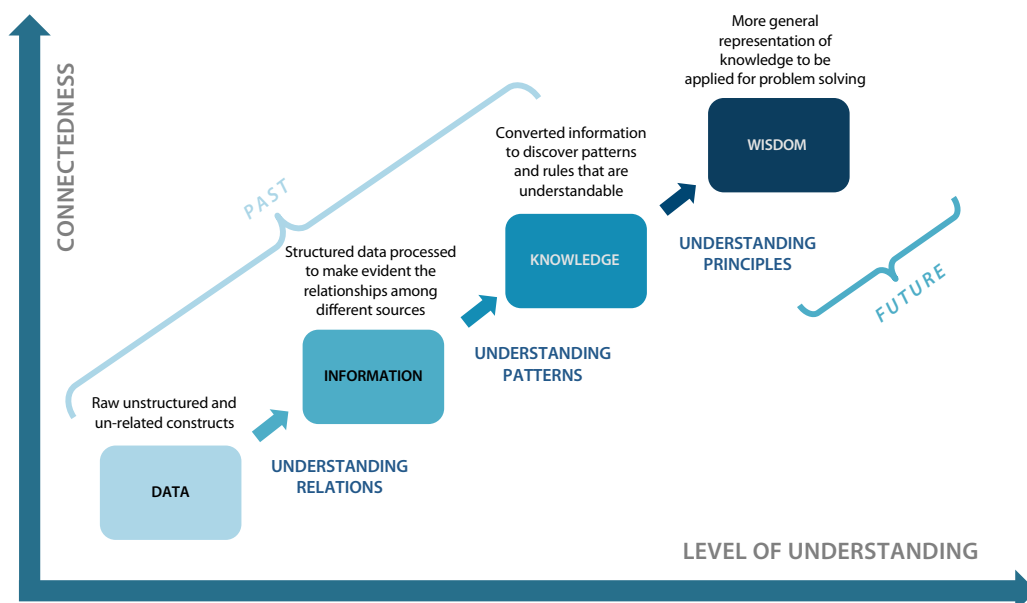 CONNECTEDNESS
PAST
Raw unstructured and
un-related constructs
DATA
UNDERSTANDING
RELATIONS
Structured data processed
to make evident the
relationships among
different sources
INFORMATION
UNDERSTANDING
PATTERNS
Converted information
to discover patterns
and rules that are
understandable
KNOWLEDGE
UNDERSTANDING
PRINCIPLES
More general
representation of
knowledge to be
applied for problem solving
WISDOM
FUTURE
LEVEL OF UNDERSTANDING